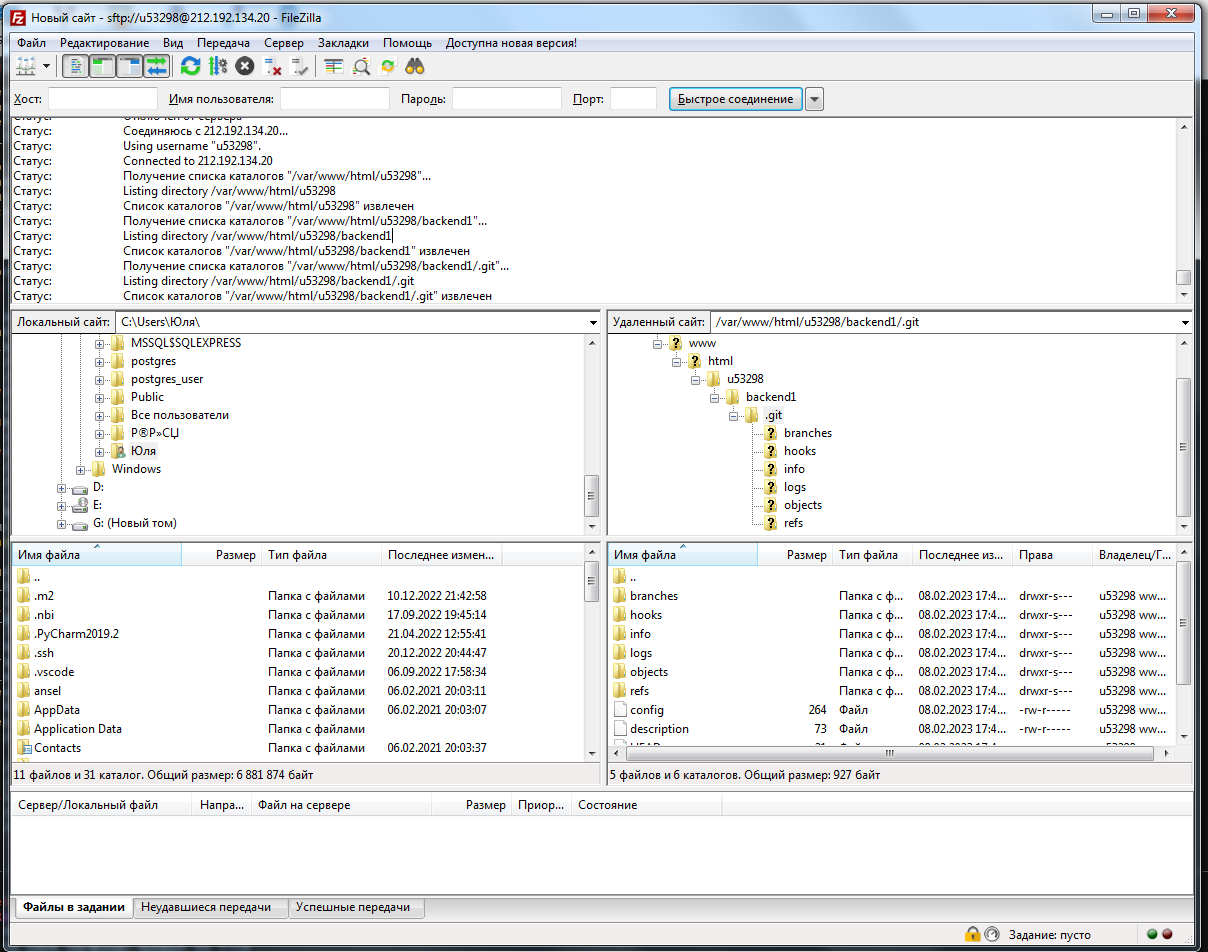 Новый сайт - sftp://u53298@212.192.134.20 - FileZilla
Файл Редактирование Вид Передача Сервер Закладки Помощь Доступна новая версия!
Хост: Имя пользователя: Пароль: Порт: Быстрое соединение
Статус: Отключен от сервера
Статус: Соединяюсь с 212.192.134.20...
Статус: Using username "u53298".
Статус: Connected to 212.192.134.20
Статус: Получение списка каталогов "/var/www/html/u53298"...
Статус: Listing directory /var/www/html/u53298
Статус: Список каталогов "/var/www/html/u53298" извлечен
Статус: Получение списка каталогов "/var/www/html/u53298/backend1"...
Статус: Listing directory /var/www/html/u53298/backend1
Статус: Список каталогов "/var/www/html/u53298/backend1" извлечен
Статус: Получение списка каталогов "/var/www/html/u53298/backend1/.git"...
Статус: Listing directory /var/www/html/u53298/backend1/.git
Статус: Список каталогов "/var/www/html/u53298/backend1/.git" извлечен
Локальный сайт: C:\Users\Юля\
MSSQL$SQLEXPRESS
postgres
postgres_user
Public
Все пользователи
Р®Р»СЏ
Юля
Windows
D:
E:
G: (Новый том)
Удаленный сайт: /var/www/html/u53298/backend1/.git
www
html
u53298
backend1
.git
branches
hooks
info
logs
objects
refs
Имя файла Размер Тип файла Последнее измен...
..
.m2 Папка с файлами 10.12.2022 21:42:58
.nbi Папка с файлами 17.09.2022 19:45:14
.PyCharm2019.2 Папка с файлами 21.04.2022 12:55:41
.ssh Папка с файлами 20.12.2022 20:44:47
.vscode Папка с файлами 06.09.2022 17:58:34
ansel Папка с файлами 06.02.2021 20:03:11
AppData Папка с файлами 06.02.2021 20:03:07
Application Data Папка с файлами
Contacts Папка с файлами 06.02.2021 20:03:37
11 файлов и 31 каталог. Общий размер: 6 881 874 байт
Имя файла Размер Тип файла Последнее из... Права Владелец/Г...
..
branches Папка с ф... 08.02.2023 17:4... drwxr-s--- u53298 ww...
hooks Папка с ф... 08.02.2023 17:4... drwxr-s--- u53298 ww...
info Папка с ф... 08.02.2023 17:4... drwxr-s--- u53298 ww...
logs Папка с ф... 08.02.2023 17:4... drwxr-s--- u53298 ww...
objects Папка с ф... 08.02.2023 17:4... drwxr-s--- u53298 ww...
refs Папка с ф... 08.02.2023 17:4... drwxr-s--- u53298 ww...
config 264 Файл 08.02.2023 17:4... -rw-r----- u53298 ww...
description 73 Файл 08.02.2023 17:4... -rw-r----- u53298 ww...
5 файлов и 6 каталогов. Общий размер: 927 байт
Сервер/Локальный файл Напра... Файл на сервере Размер Приор... Состояние
Файлы в задании Неудавшиеся передачи Успешные передачи
Задание: пусто